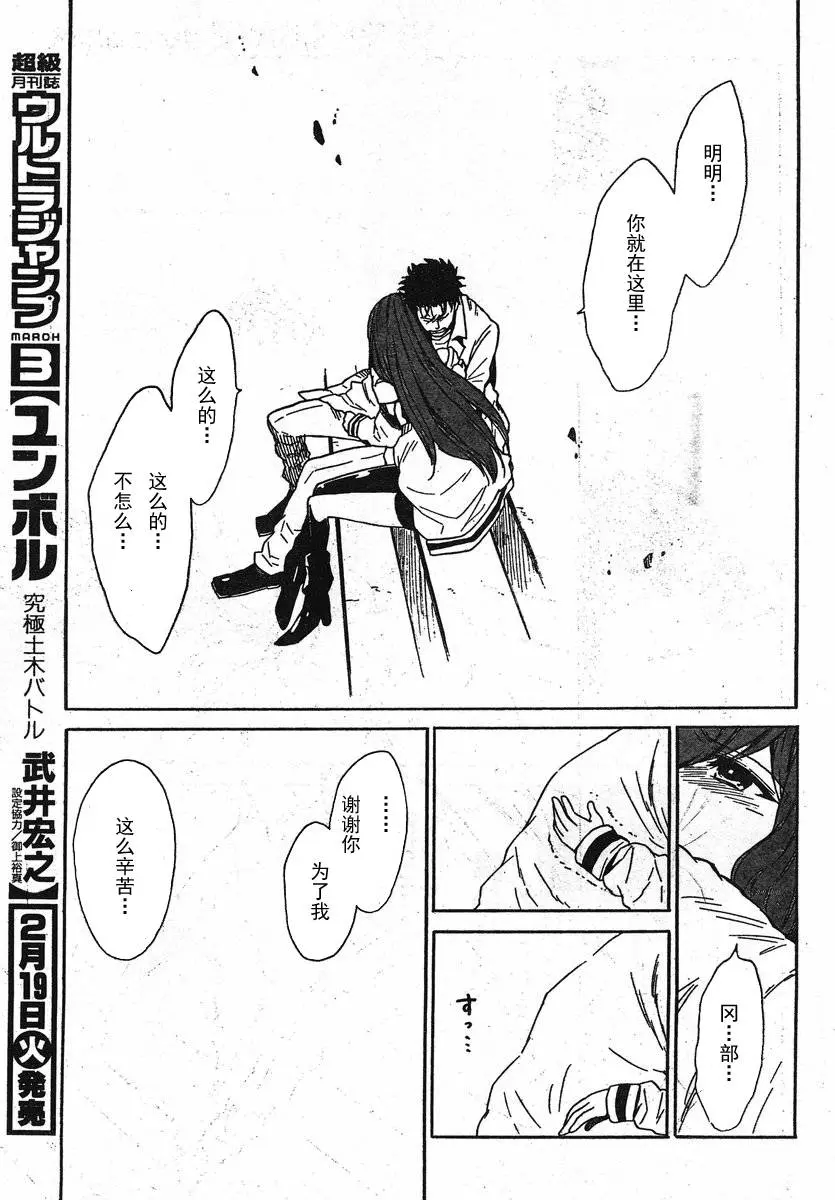 明明…
你就在这里…
这么的…
这么的…
不怎么…
冈…部…
すっ…
……
谢谢你
为了我
这么辛苦…
超級
月刊誌
ウルトラジャンプ
MARCH
3
【ユンボル
究極土木バトル
武井宏之
設定協力/御上裕真】
2月19日火発売